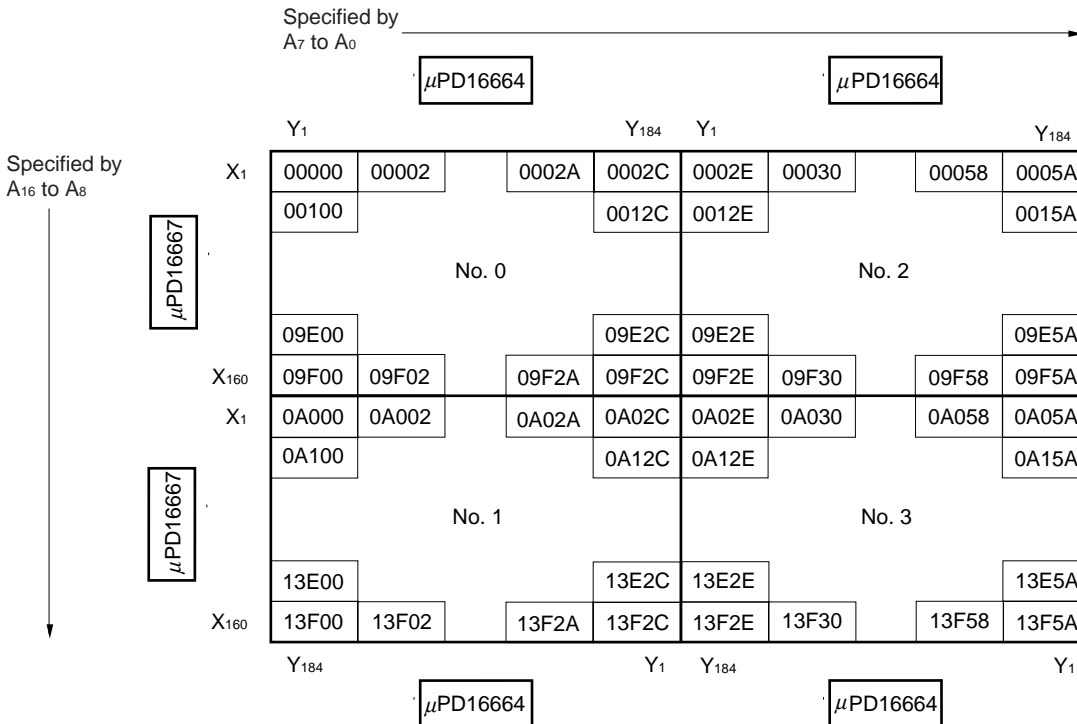 Specified by
A₇ to A₀
μPD16664 μPD16664
Y₁ Y₁₈₄ Y₁ Y₁₈₄
Specified by
A₁₆ to A₈
X₁ 00000 00002 0002A 0002C 0002E 00030 00058 0005A
00100 0012C 0012E 0015A
μPD16667
No. 0 No. 2
09E00 09E2C 09E2E 09E5A
X₁₆₀ 09F00 09F02 09F2A 09F2C 09F2E 09F30 09F58 09F5A
X₁ 0A000 0A002 0A02A 0A02C 0A02E 0A030 0A058 0A05A
0A100 0A12C 0A12E 0A15A
μPD16667
No. 1 No. 3
13E00 13E2C 13E2E 13E5A
X₁₆₀ 13F00 13F02 13F2A 13F2C 13F2E 13F30 13F58 13F5A
Y₁₈₄ Y₁ Y₁₈₄ Y₁
μPD16664 μPD16664